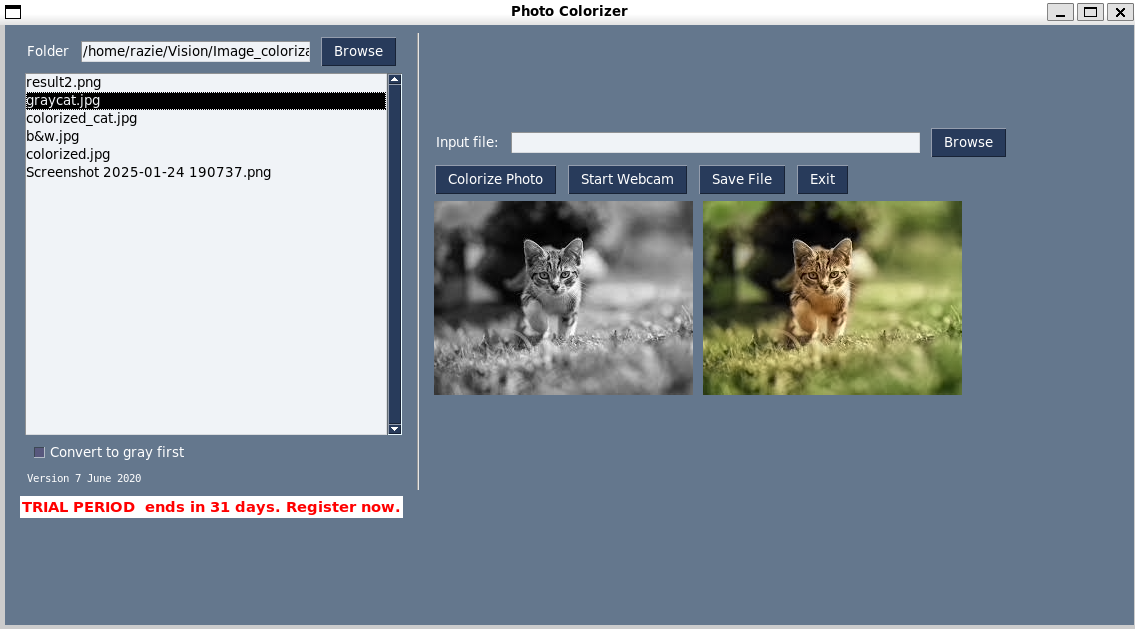 Photo Colorizer
Folder /home/razie/Vision/Image_coloriza Browse
result2.png
graycat.jpg
colorized_cat.jpg
b&w.jpg
colorized.jpg
Screenshot 2025-01-24 190737.png
Convert to gray first
Version 7 June 2020
TRIAL PERIOD  ends in 31 days. Register now.
Input file: Browse
Colorize Photo Start Webcam Save File Exit